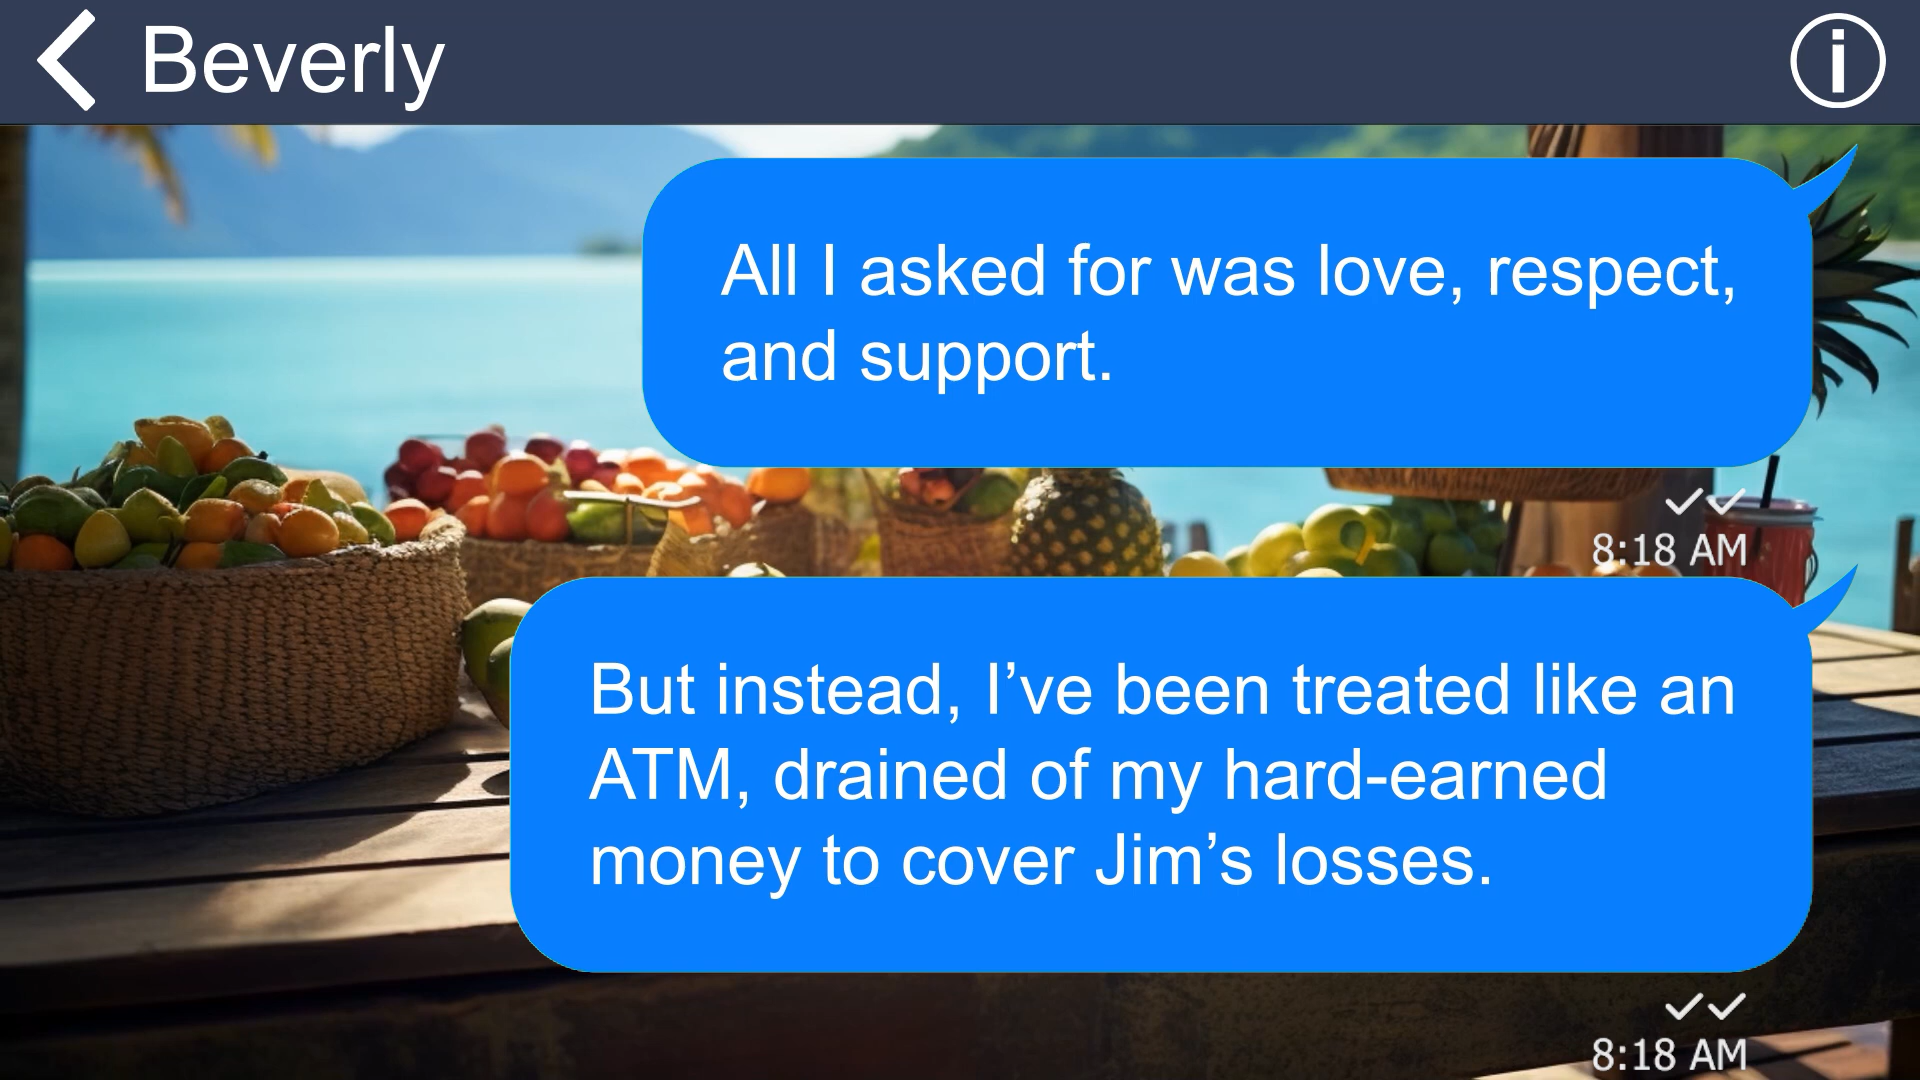 Beverly
All I asked for was love, respect,
and support.
8:18 AM
But instead, I’ve been treated like an
ATM, drained of my hard-earned
money to cover Jim’s losses.
8:18 AM